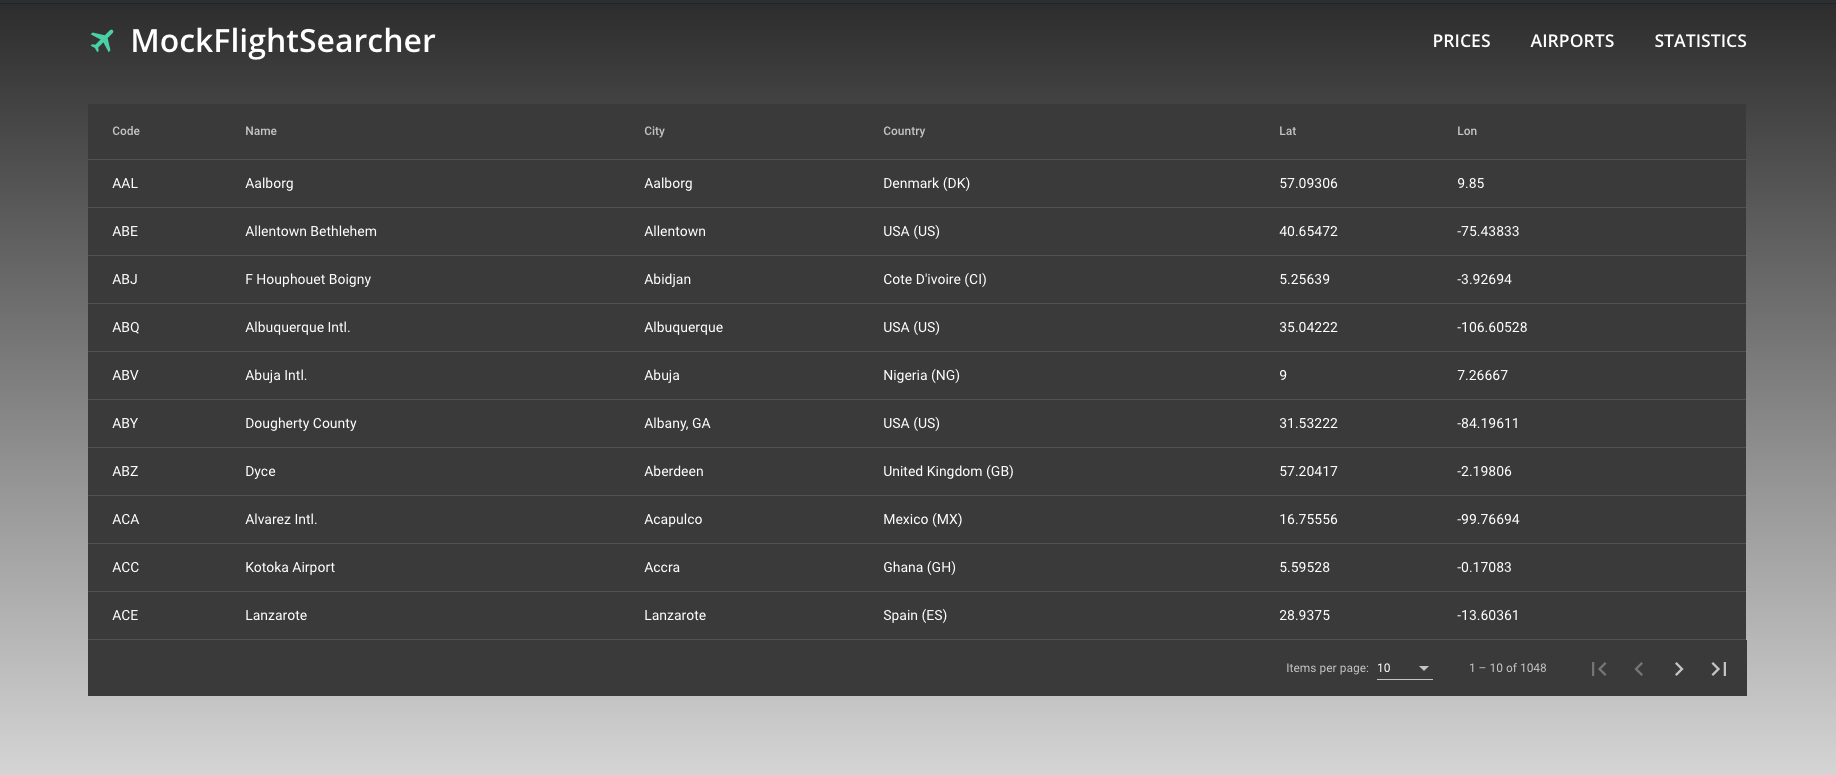 MockFlightSearcher PRICES AIRPORTS STATISTICS
Code Name City Country Lat Lon
AAL Aalborg Aalborg Denmark (DK) 57.09306 9.85
ABE Allentown Bethlehem Allentown USA (US) 40.65472 -75.43833
ABJ F Houphouet Boigny Abidjan Cote D'ivoire (CI) 5.25639 -3.92694
ABQ Albuquerque Intl. Albuquerque USA (US) 35.04222 -106.60528
ABV Abuja Intl. Abuja Nigeria (NG) 9 7.26667
ABY Dougherty County Albany, GA USA (US) 31.53222 -84.19611
ABZ Dyce Aberdeen United Kingdom (GB) 57.20417 -2.19806
ACA Alvarez Intl. Acapulco Mexico (MX) 16.75556 -99.76694
ACC Kotoka Airport Accra Ghana (GH) 5.59528 -0.17083
ACE Lanzarote Lanzarote Spain (ES) 28.9375 -13.60361
Items per page: 10 1 – 10 of 1048